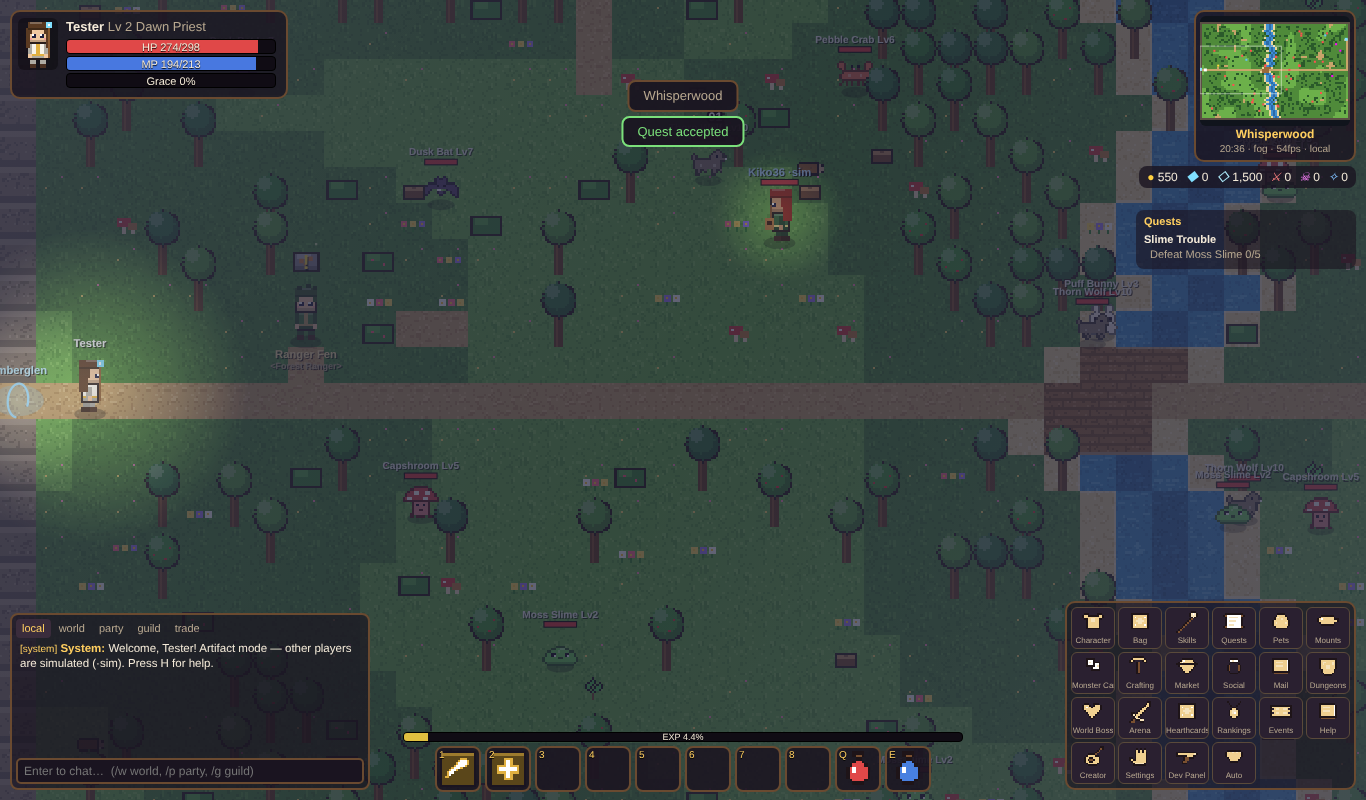 Tester Lv 2 Dawn Priest
HP 274/298
MP 194/213
Grace 0%
Whisperwood
Quest accepted
Pebble Crab Lv6
Dusk Bat Lv7
Kiko36 ·sim
Whisperwood
20:36 · fog · 54fps · local
550 0 1,500 0 0 0
Quests
Slime Trouble
Defeat Moss Slime 0/5
Puff Bunny Lv3
Thorn Wolf Lv10
Tester
mberglen
Ranger Fen
<Forest Ranger>
Capshroom Lv5
Thorn Wolf Lv10
Moss Slime Lv2
Capshroom Lv5
Moss Slime Lv2
local world party guild trade
[system] System: Welcome, Tester! Artifact mode — other players
are simulated (·sim). Press H for help.
Enter to chat… (/w world, /p party, /g guild)
EXP 4.4%
1 2 3 4 5 6 7 8 Q E
Lv2
Character Bag Skills Quests Pets Mounts
Monster Ca Crafting Market Social Mail Dungeons
World Boss Arena Hearthcards Rankings Events Help
Creator Settings Dev Panel Auto